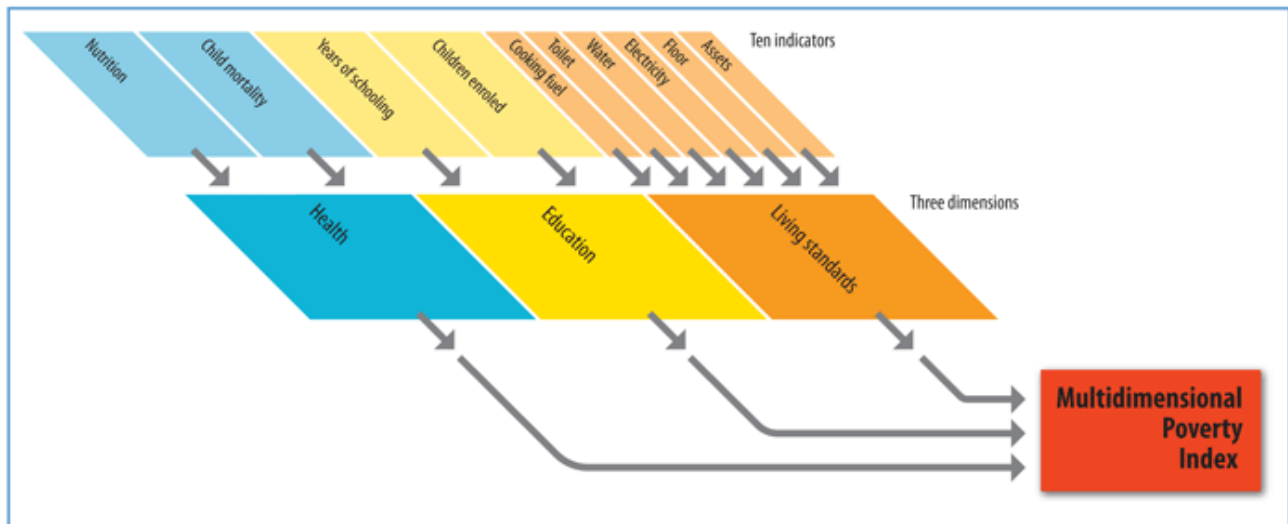 Nutrition
Child mortality
Years of schooling
Children enroled
Cooking fuel
Toilet
Water
Electricity
Floor
Assets
Ten indicators
Health
Education
Living standards
Three dimensions
Multidimensional
Poverty
Index